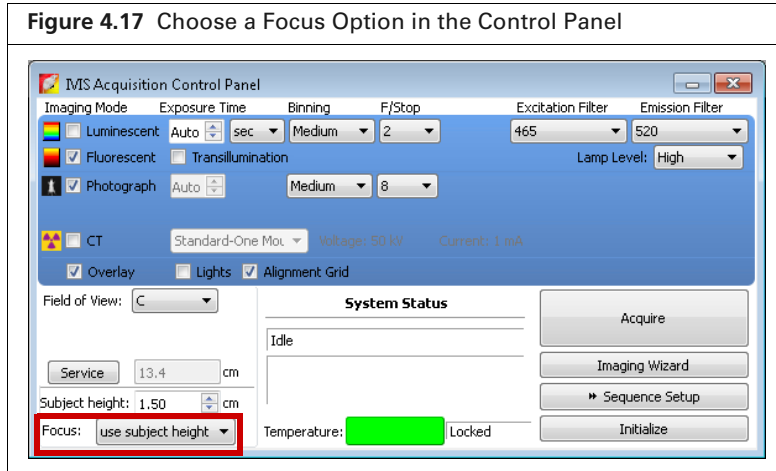 Figure 4.17 Choose a Focus Option in the Control Panel
IVIS Acquisition Control Panel
Imaging Mode Exposure Time Binning F/Stop Excitation Filter Emission Filter
Luminescent Auto sec Medium 2 465 520
Fluorescent Transillumination Lamp Level: High
Photograph Auto Medium 8
CT Standard-One Mou Voltage: 50 kV Current: 1 mA
Overlay Lights Alignment Grid
Field of View: C System Status
Acquire
Idle
Service 13.4 cm Imaging Wizard
Subject height: 1.50 cm Sequence Setup
Focus: use subject height Temperature: Locked Initialize